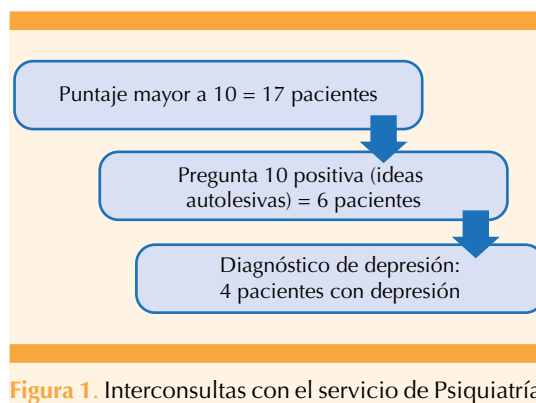 Puntaje mayor a 10 = 17 pacientes
Pregunta 10 positiva (ideas
autolesivas) = 6 pacientes
Diagnóstico de depresión:
4 pacientes con depresión
Figura 1. Interconsultas con el servicio de Psiquiatría